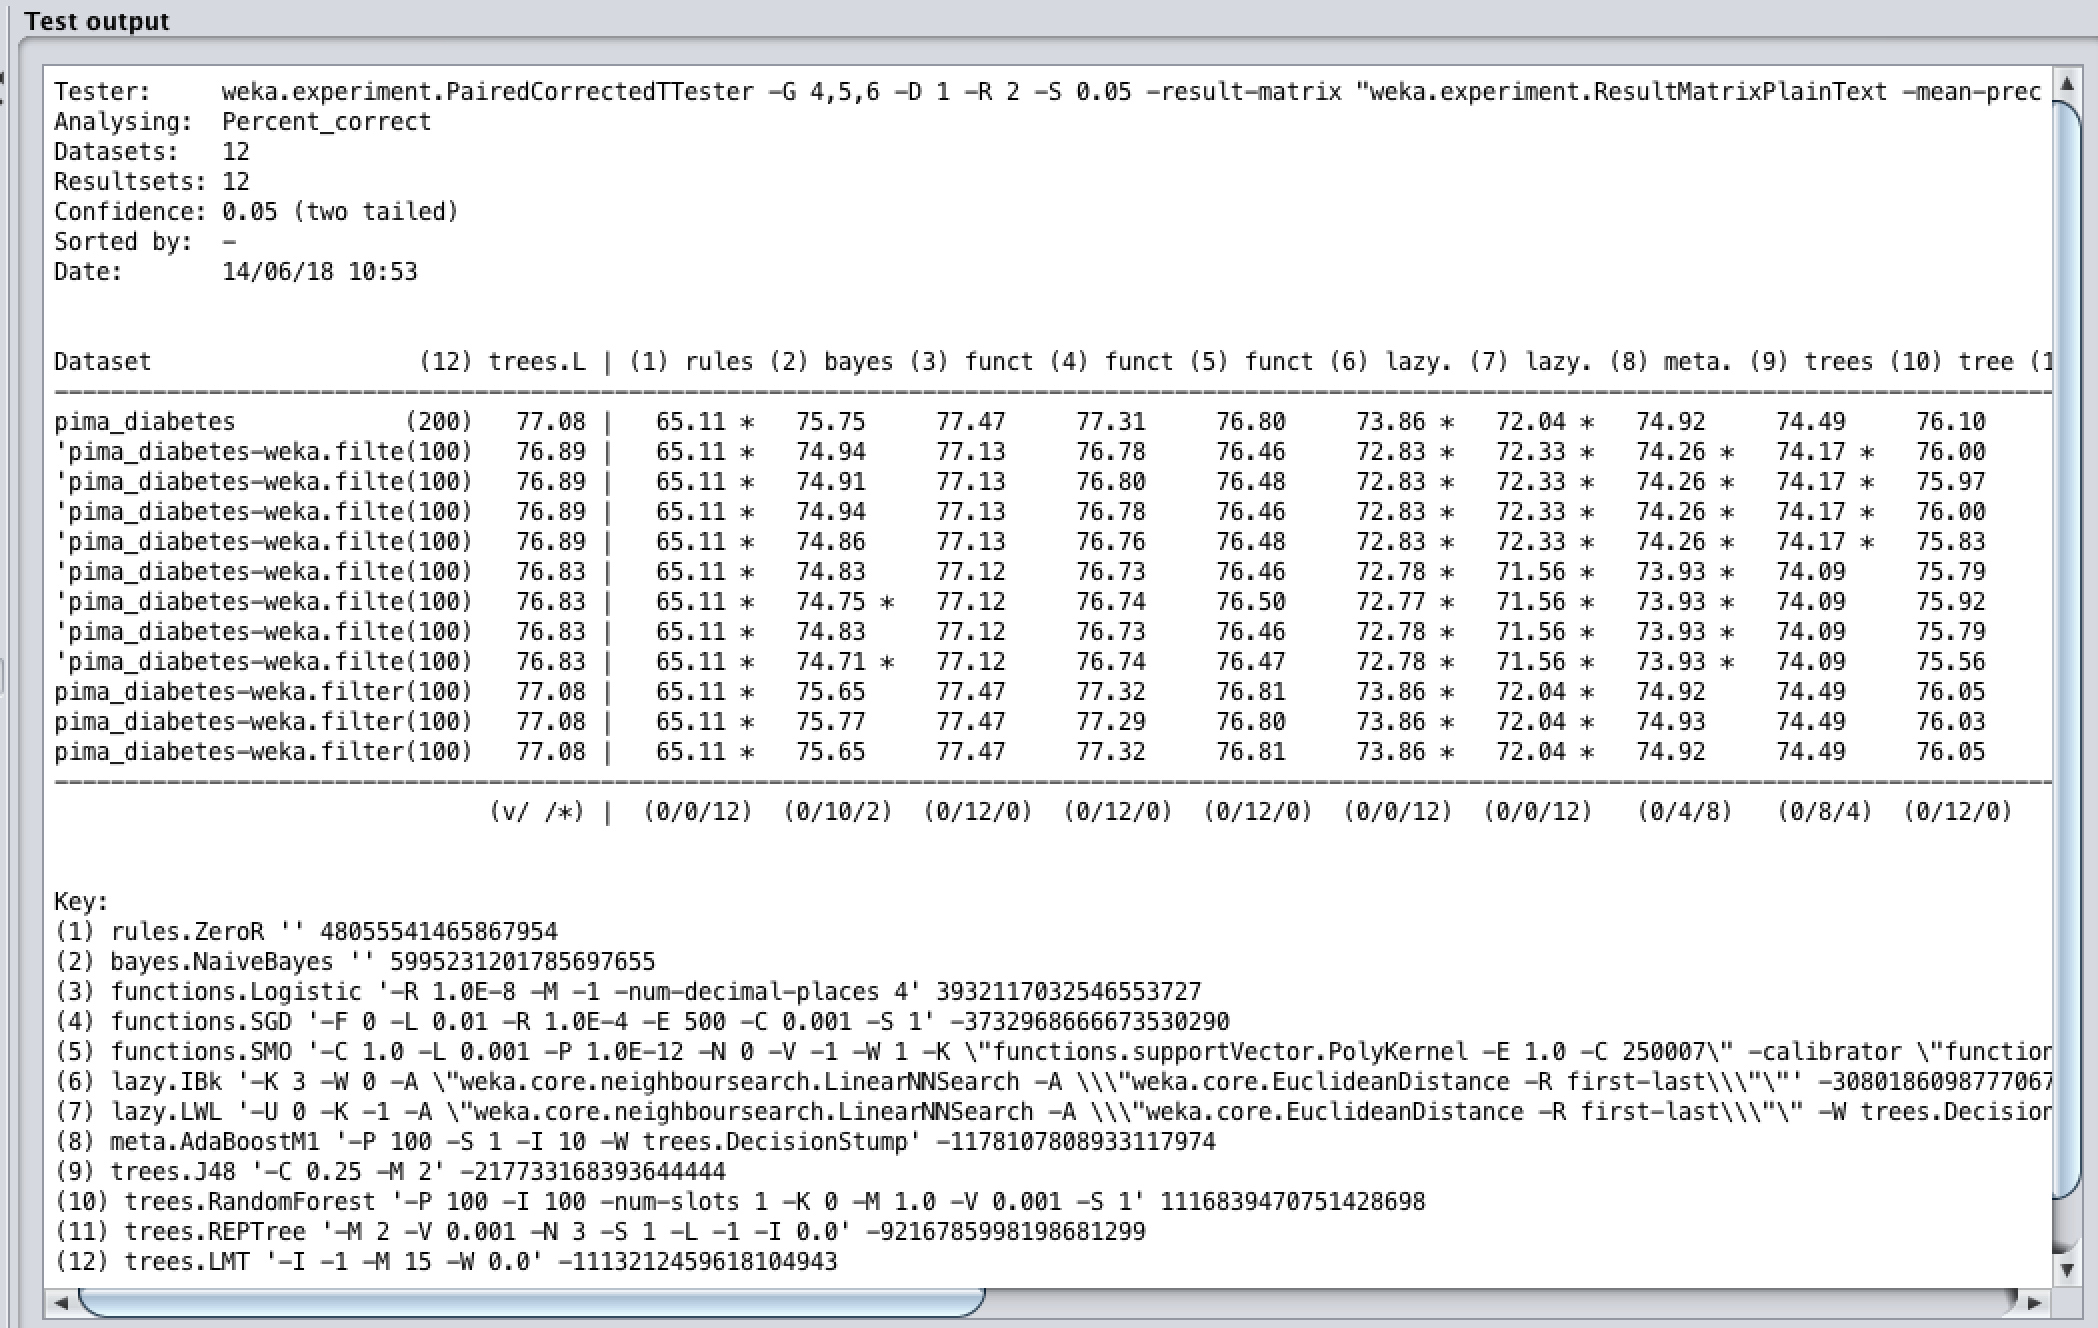 Test output
Tester:     weka.experiment.PairedCorrectedTTester -G 4,5,6 -D 1 -R 2 -S 0.05 -result-matrix "weka.experiment.ResultMatrixPlainText -mean-prec
Analysing:  Percent_correct
Datasets:   12
Resultsets: 12
Confidence: 0.05 (two tailed)
Sorted by:  -
Date:       14/06/18 10:53
Dataset                   (12) trees.L | (1) rules (2) bayes (3) funct (4) funct (5) funct (6) lazy. (7) lazy. (8) meta. (9) trees (10) tree (1
pima_diabetes            (200)   77.08 |   65.11 *   75.75     77.47     77.31     76.80     73.86 *   72.04 *   74.92     74.49     76.10
'pima_diabetes-weka.filte(100)   76.89 |   65.11 *   74.94     77.13     76.78     76.46     72.83 *   72.33 *   74.26 *   74.17 *   76.00
'pima_diabetes-weka.filte(100)   76.89 |   65.11 *   74.91     77.13     76.80     76.48     72.83 *   72.33 *   74.26 *   74.17 *   75.97
'pima_diabetes-weka.filte(100)   76.89 |   65.11 *   74.94     77.13     76.78     76.46     72.83 *   72.33 *   74.26 *   74.17 *   76.00
'pima_diabetes-weka.filte(100)   76.89 |   65.11 *   74.86     77.13     76.76     76.48     72.83 *   72.33 *   74.26 *   74.17 *   75.83
'pima_diabetes-weka.filte(100)   76.83 |   65.11 *   74.83     77.12     76.73     76.46     72.78 *   71.56 *   73.93 *   74.09     75.79
'pima_diabetes-weka.filte(100)   76.83 |   65.11 *   74.75 *   77.12     76.74     76.50     72.77 *   71.56 *   73.93 *   74.09     75.92
'pima_diabetes-weka.filte(100)   76.83 |   65.11 *   74.83     77.12     76.73     76.46     72.78 *   71.56 *   73.93 *   74.09     75.79
'pima_diabetes-weka.filte(100)   76.83 |   65.11 *   74.71 *   77.12     76.74     76.47     72.78 *   71.56 *   73.93 *   74.09     75.56
pima_diabetes-weka.filter(100)   77.08 |   65.11 *   75.65     77.47     77.32     76.81     73.86 *   72.04 *   74.92     74.49     76.05
pima_diabetes-weka.filter(100)   77.08 |   65.11 *   75.77     77.47     77.29     76.80     73.86 *   72.04 *   74.93     74.49     76.03
pima_diabetes-weka.filter(100)   77.08 |   65.11 *   75.65     77.47     77.32     76.81     73.86 *   72.04 *   74.92     74.49     76.05
(v/ /*) |  (0/0/12)  (0/10/2)  (0/12/0)  (0/12/0)  (0/12/0)  (0/0/12)  (0/0/12)   (0/4/8)   (0/8/4)  (0/12/0)
Key:
(1) rules.ZeroR '' 48055541465867954
(2) bayes.NaiveBayes '' 5995231201785697655
(3) functions.Logistic '-R 1.0E-8 -M -1 -num-decimal-places 4' 3932117032546553727
(4) functions.SGD '-F 0 -L 0.01 -R 1.0E-4 -E 500 -C 0.001 -S 1' -3732968666673530290
(5) functions.SMO '-C 1.0 -L 0.001 -P 1.0E-12 -N 0 -V -1 -W 1 -K \"functions.supportVector.PolyKernel -E 1.0 -C 250007\" -calibrator \"function
(6) lazy.IBk '-K 3 -W 0 -A \"weka.core.neighboursearch.LinearNNSearch -A \\\"weka.core.EuclideanDistance -R first-last\\\"\"' -3080186098777067
(7) lazy.LWL '-U 0 -K -1 -A \"weka.core.neighboursearch.LinearNNSearch -A \\\"weka.core.EuclideanDistance -R first-last\\\"\" -W trees.Decision
(8) meta.AdaBoostM1 '-P 100 -S 1 -I 10 -W trees.DecisionStump' -1178107808933117974
(9) trees.J48 '-C 0.25 -M 2' -217733168393644444
(10) trees.RandomForest '-P 100 -I 100 -num-slots 1 -K 0 -M 1.0 -V 0.001 -S 1' 1116839470751428698
(11) trees.REPTree '-M 2 -V 0.001 -N 3 -S 1 -L -1 -I 0.0' -9216785998198681299
(12) trees.LMT '-I -1 -M 15 -W 0.0' -1113212459618104943